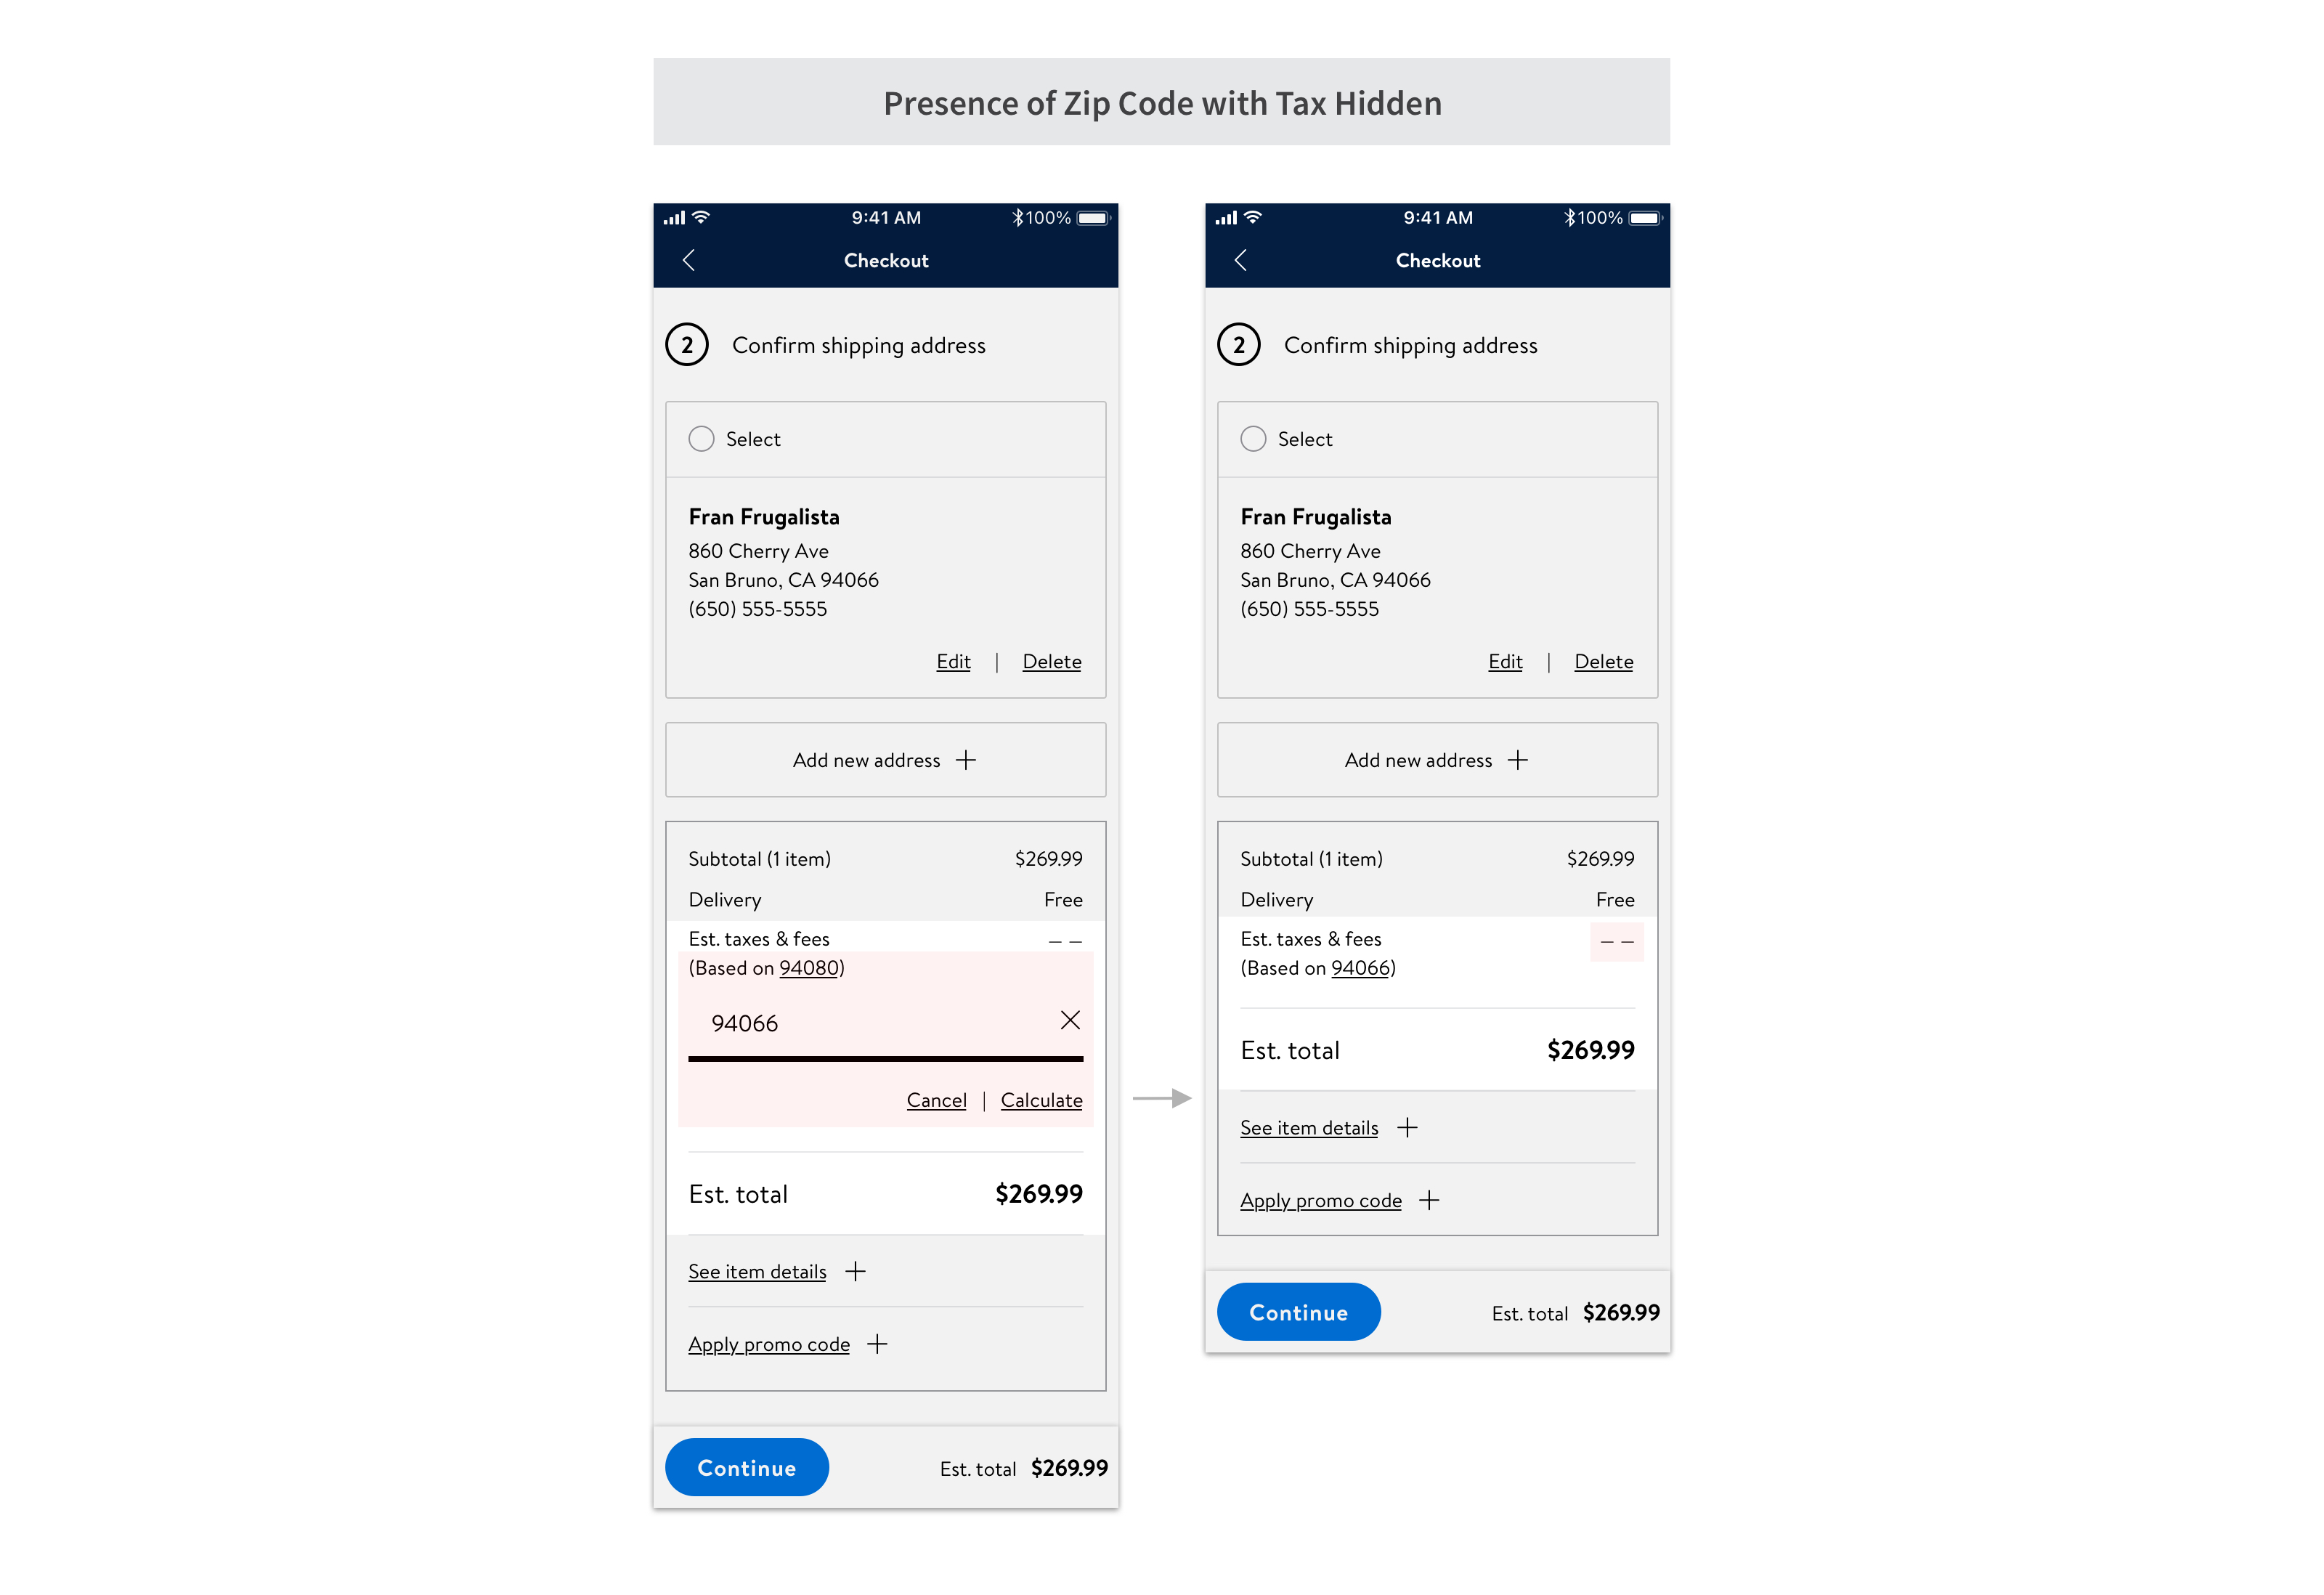 Presence of Zip Code with Tax Hidden
9:41 AM 100%
Checkout
2 Confirm shipping address
Select
Fran Frugalista
860 Cherry Ave
San Bruno, CA 94066
(650) 555-5555
Edit | Delete
Add new address +
Subtotal (1 item) $269.99
Delivery Free
Est. taxes & fees – –
(Based on 94080)
94066
Cancel | Calculate
Est. total $269.99
See item details +
Apply promo code +
Continue Est. total $269.99
9:41 AM 100%
Checkout
2 Confirm shipping address
Select
Fran Frugalista
860 Cherry Ave
San Bruno, CA 94066
(650) 555-5555
Edit | Delete
Add new address +
Subtotal (1 item) $269.99
Delivery Free
Est. taxes & fees – –
(Based on 94066)
Est. total $269.99
See item details +
Apply promo code +
Continue Est. total $269.99